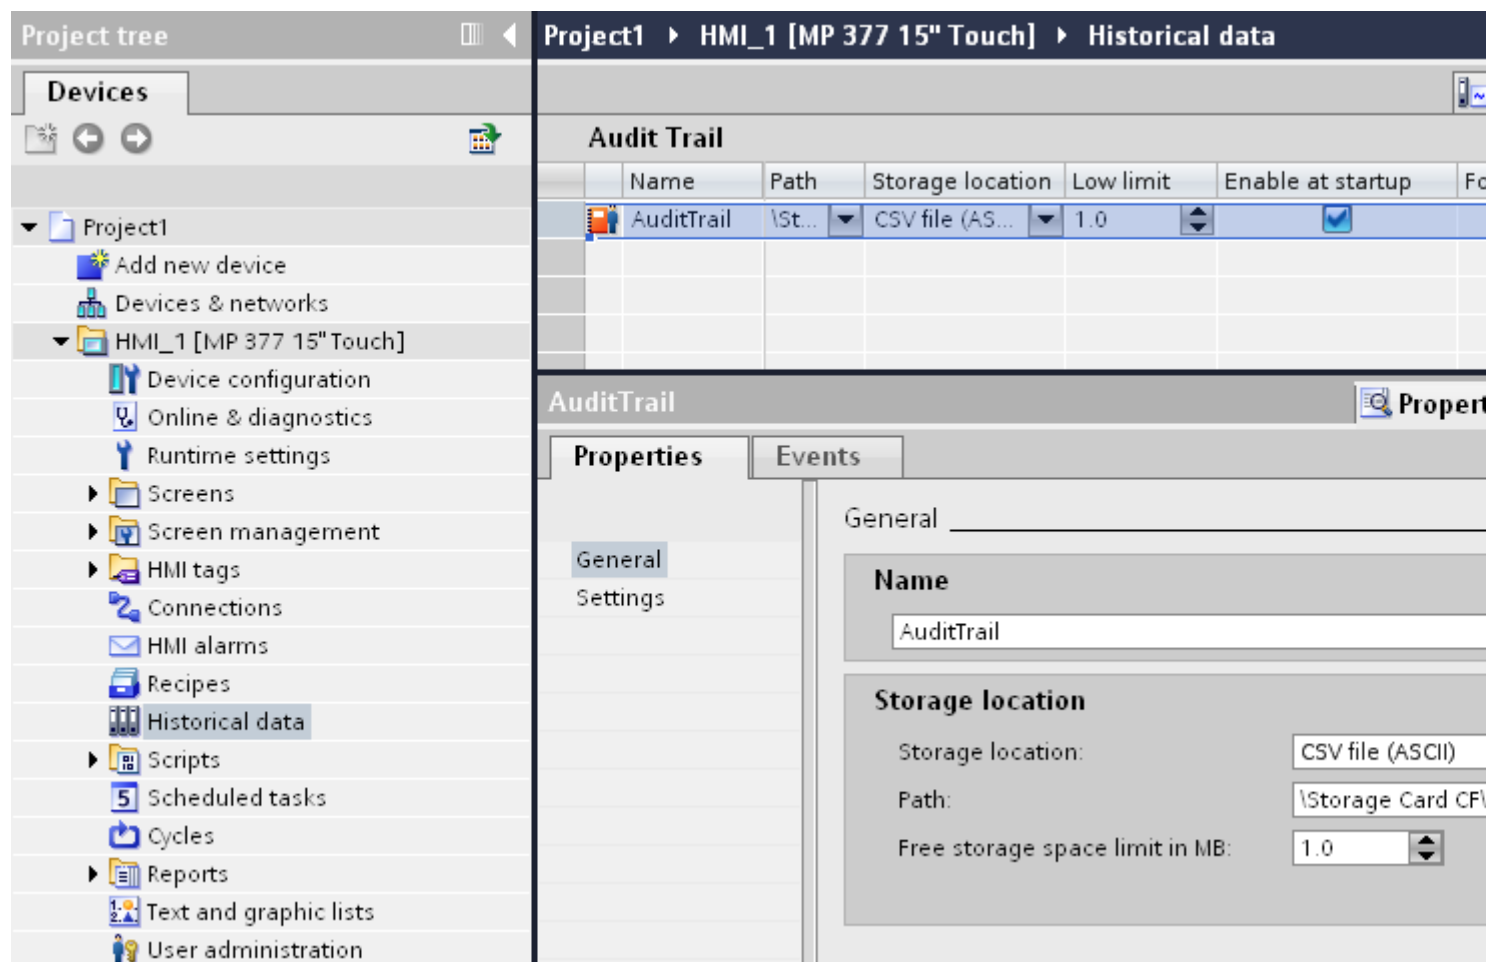 Project tree
Devices
Project1
Add new device
Devices & networks
HMI_1 [MP 377 15" Touch]
Device configuration
Online & diagnostics
Runtime settings
Screens
Screen management
HMI tags
Connections
HMI alarms
Recipes
Historical data
Scripts
5 Scheduled tasks
Cycles
Reports
Text and graphic lists
User administration
Project1 HMI_1 [MP 377 15" Touch] Historical data
Audit Trail
Name Path Storage location Low limit Enable at startup Fo
AuditTrail \St... CSV file (AS... 1.0
AuditTrail
Propert
Properties Events
General
Settings
General
Name
AuditTrail
Storage location
Storage location: CSV file (ASCII)
Path: \Storage Card CF\
Free storage space limit in MB: 1.0